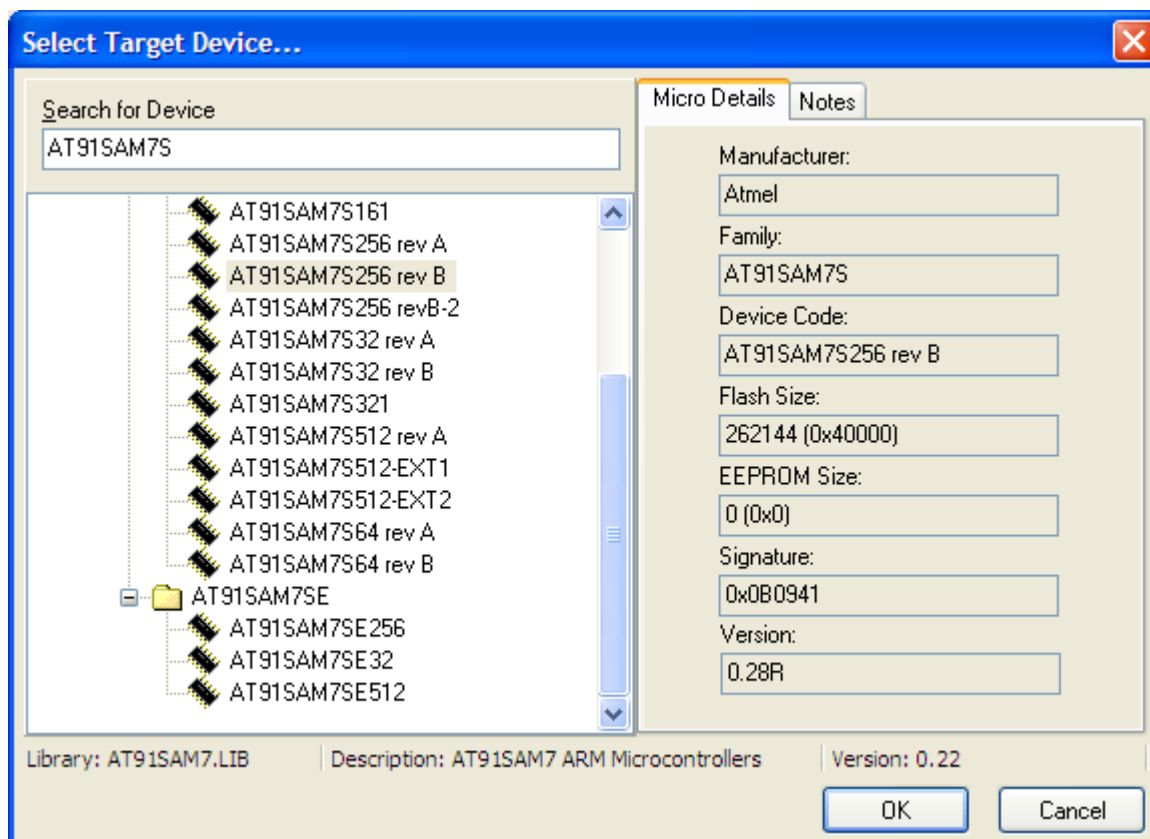 Select Target Device...
Search for Device
AT91SAM7S
AT91SAM7S161
AT91SAM7S256 rev A
AT91SAM7S256 rev B
AT91SAM7S256 revB-2
AT91SAM7S32 rev A
AT91SAM7S32 rev B
AT91SAM7S321
AT91SAM7S512 rev A
AT91SAM7S512-EXT1
AT91SAM7S512-EXT2
AT91SAM7S64 rev A
AT91SAM7S64 rev B
AT91SAM7SE
AT91SAM7SE256
AT91SAM7SE32
AT91SAM7SE512
Micro Details Notes
Manufacturer:
Atmel
Family:
AT91SAM7S
Device Code:
AT91SAM7S256 rev B
Flash Size:
262144 (0x40000)
EEPROM Size:
0 (0x0)
Signature:
0x0B0941
Version:
0.28R
Library: AT91SAM7.LIB Description: AT91SAM7 ARM Microcontrollers Version: 0.22
OK Cancel